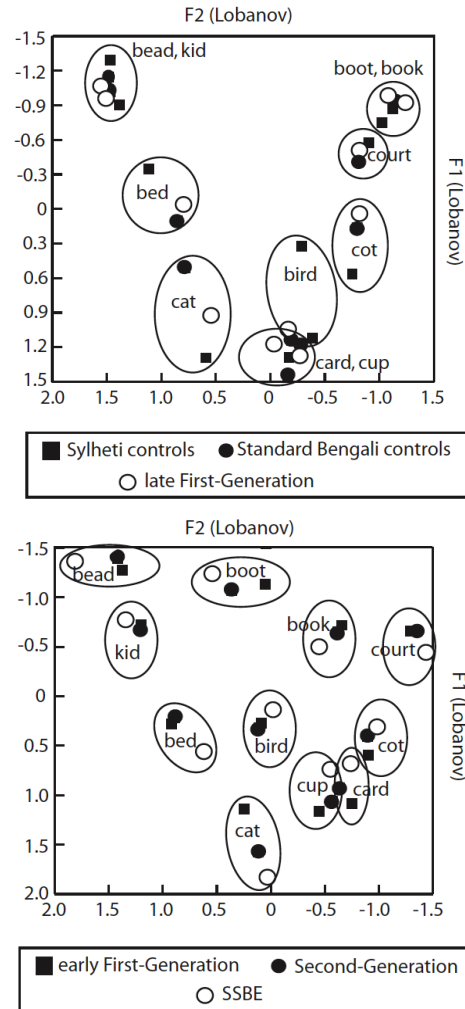 F2 (Lobanov)
-1.5
-1.2
-0.9
-0.6
-0.3
0
0.3
0.6
0.9
1.2
1.5
bead, kid
boot, book
court
bed
cot
bird
cat
card, cup
F1 (Lobanov)
2.0 1.5 1.0 0.5 0 -0.5 -1.0 1.5
■ Sylheti controls ● Standard Bengali controls
○ late First-Generation
F2 (Lobanov)
-1.5
-1.0
-0.5
0
0.5
1.0
1.5
2.0
bead
boot
book
court
kid
bed
bird
cot
cup
card
cat
F1 (Lobanov)
2.0 1.5 1.0 0.5 0 -0.5 -1.0 -1.5
■ early First-Generation ● Second-Generation
○ SSBE